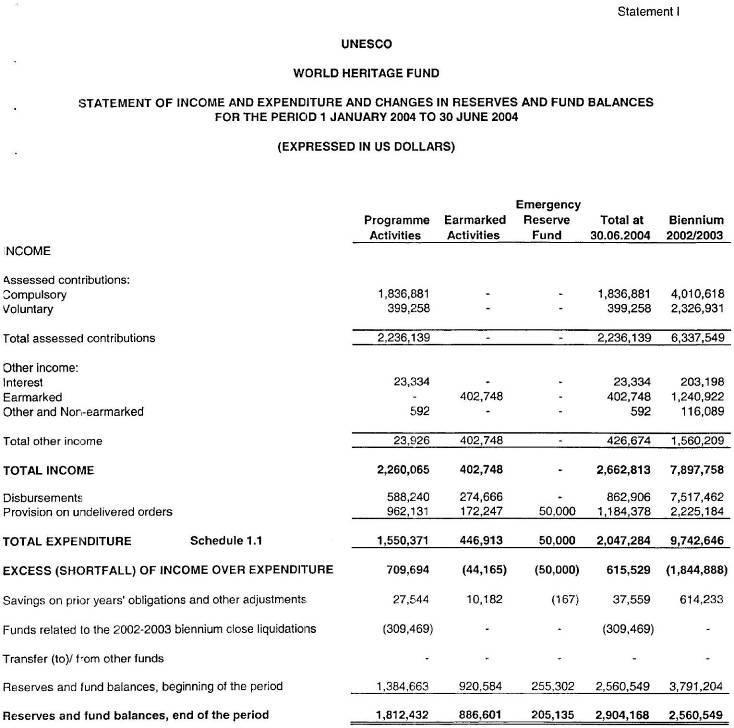 Statement I
UNESCO
WORLD HERITAGE FUND
STATEMENT OF INCOME AND EXPENDITURE AND CHANGES IN RESERVES AND FUND BALANCES
FOR THE PERIOD 1 JANUARY 2004 TO 30 JUNE 2004
(EXPRESSED IN US DOLLARS)
Emergency
Programme Earmarked Reserve Total at Biennium
Activities Activities Fund 30.06.2004 2002/2003
INCOME
Assessed contributions:
Compulsory 1,836,881 - - 1,836,881 4,010,618
Voluntary 399,258 - - 399,258 2,326,931
Total assessed contributions 2,236,139 - - 2,236,139 6,337,549
Other income:
Interest 23,334 - - 23,334 203,198
Earmarked - 402,748 - 402,748 1,240,922
Other and Non-earmarked 592 - - 592 116,089
Total other income 23,926 402,748 - 426,674 1,560,209
TOTAL INCOME 2,260,065 402,748 - 2,662,813 7,897,758
Disbursements 588,240 274,666 - 862,906 7,517,462
Provision on undelivered orders 962,131 172,247 50,000 1,184,378 2,225,184
TOTAL EXPENDITURE Schedule 1.1 1,550,371 446,913 50,000 2,047,284 9,742,646
EXCESS (SHORTFALL) OF INCOME OVER EXPENDITURE 709,694 (44,165) (50,000) 615,529 (1,844,888)
Savings on prior years' obligations and other adjustments 27,544 10,182 (167) 37,559 614,233
Funds related to the 2002-2003 biennium close liquidations (309,469) - - (309,469) -
Transfer (to)/ from other funds - - - - -
Reserves and fund balances, beginning of the period 1,384,663 920,584 255,302 2,560,549 3,791,204
Reserves and fund balances, end of the period 1,812,432 886,601 205,135 2,904,168 2,560,549